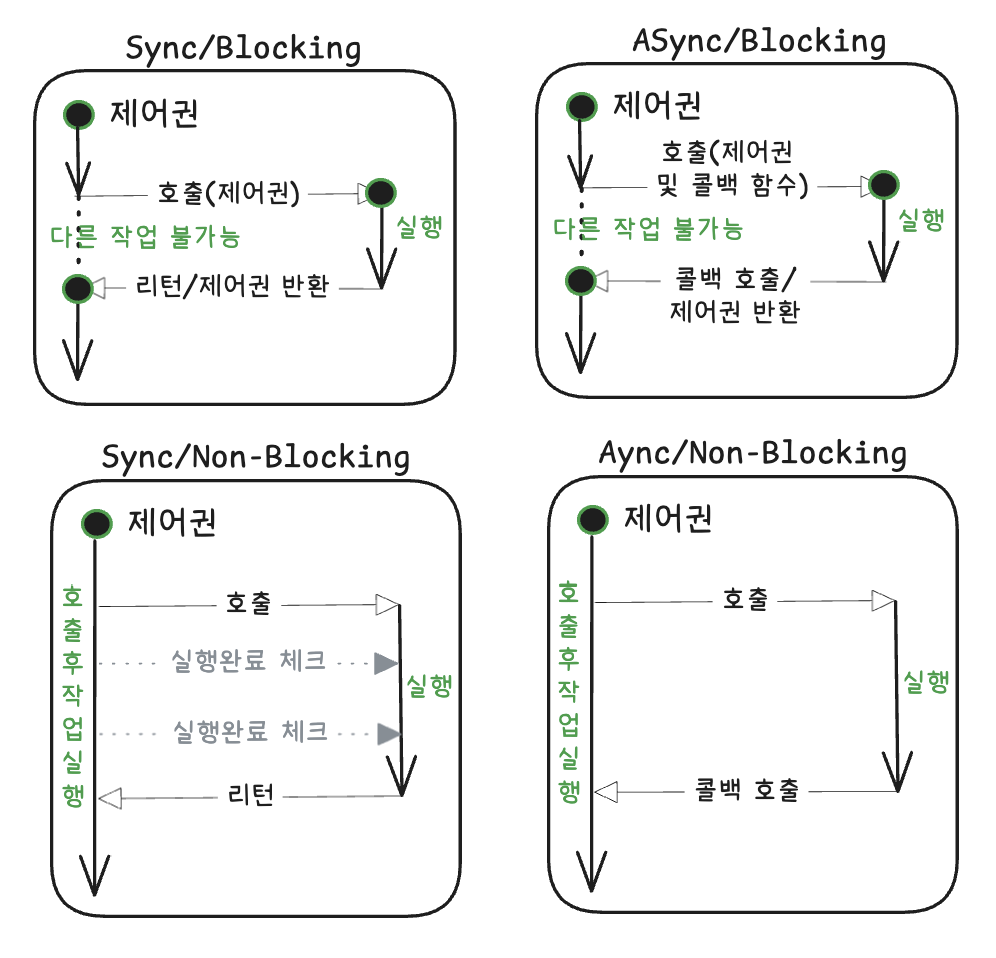 Sync/Blocking
제어권
호출(제어권)
다른 작업 불가능
실행
리턴/제어권 반환
ASync/Blocking
제어권
호출(제어권
및 콜백 함수)
다른 작업 불가능
실행
콜백 호출/
제어권 반환
Sync/Non-Blocking
제어권
호
출
후
작
업
실
행
호출
실행완료 체크
실행
실행완료 체크
리턴
Aync/Non-Blocking
제어권
호
출
후
작
업
실
행
호출
실행
콜백 호출